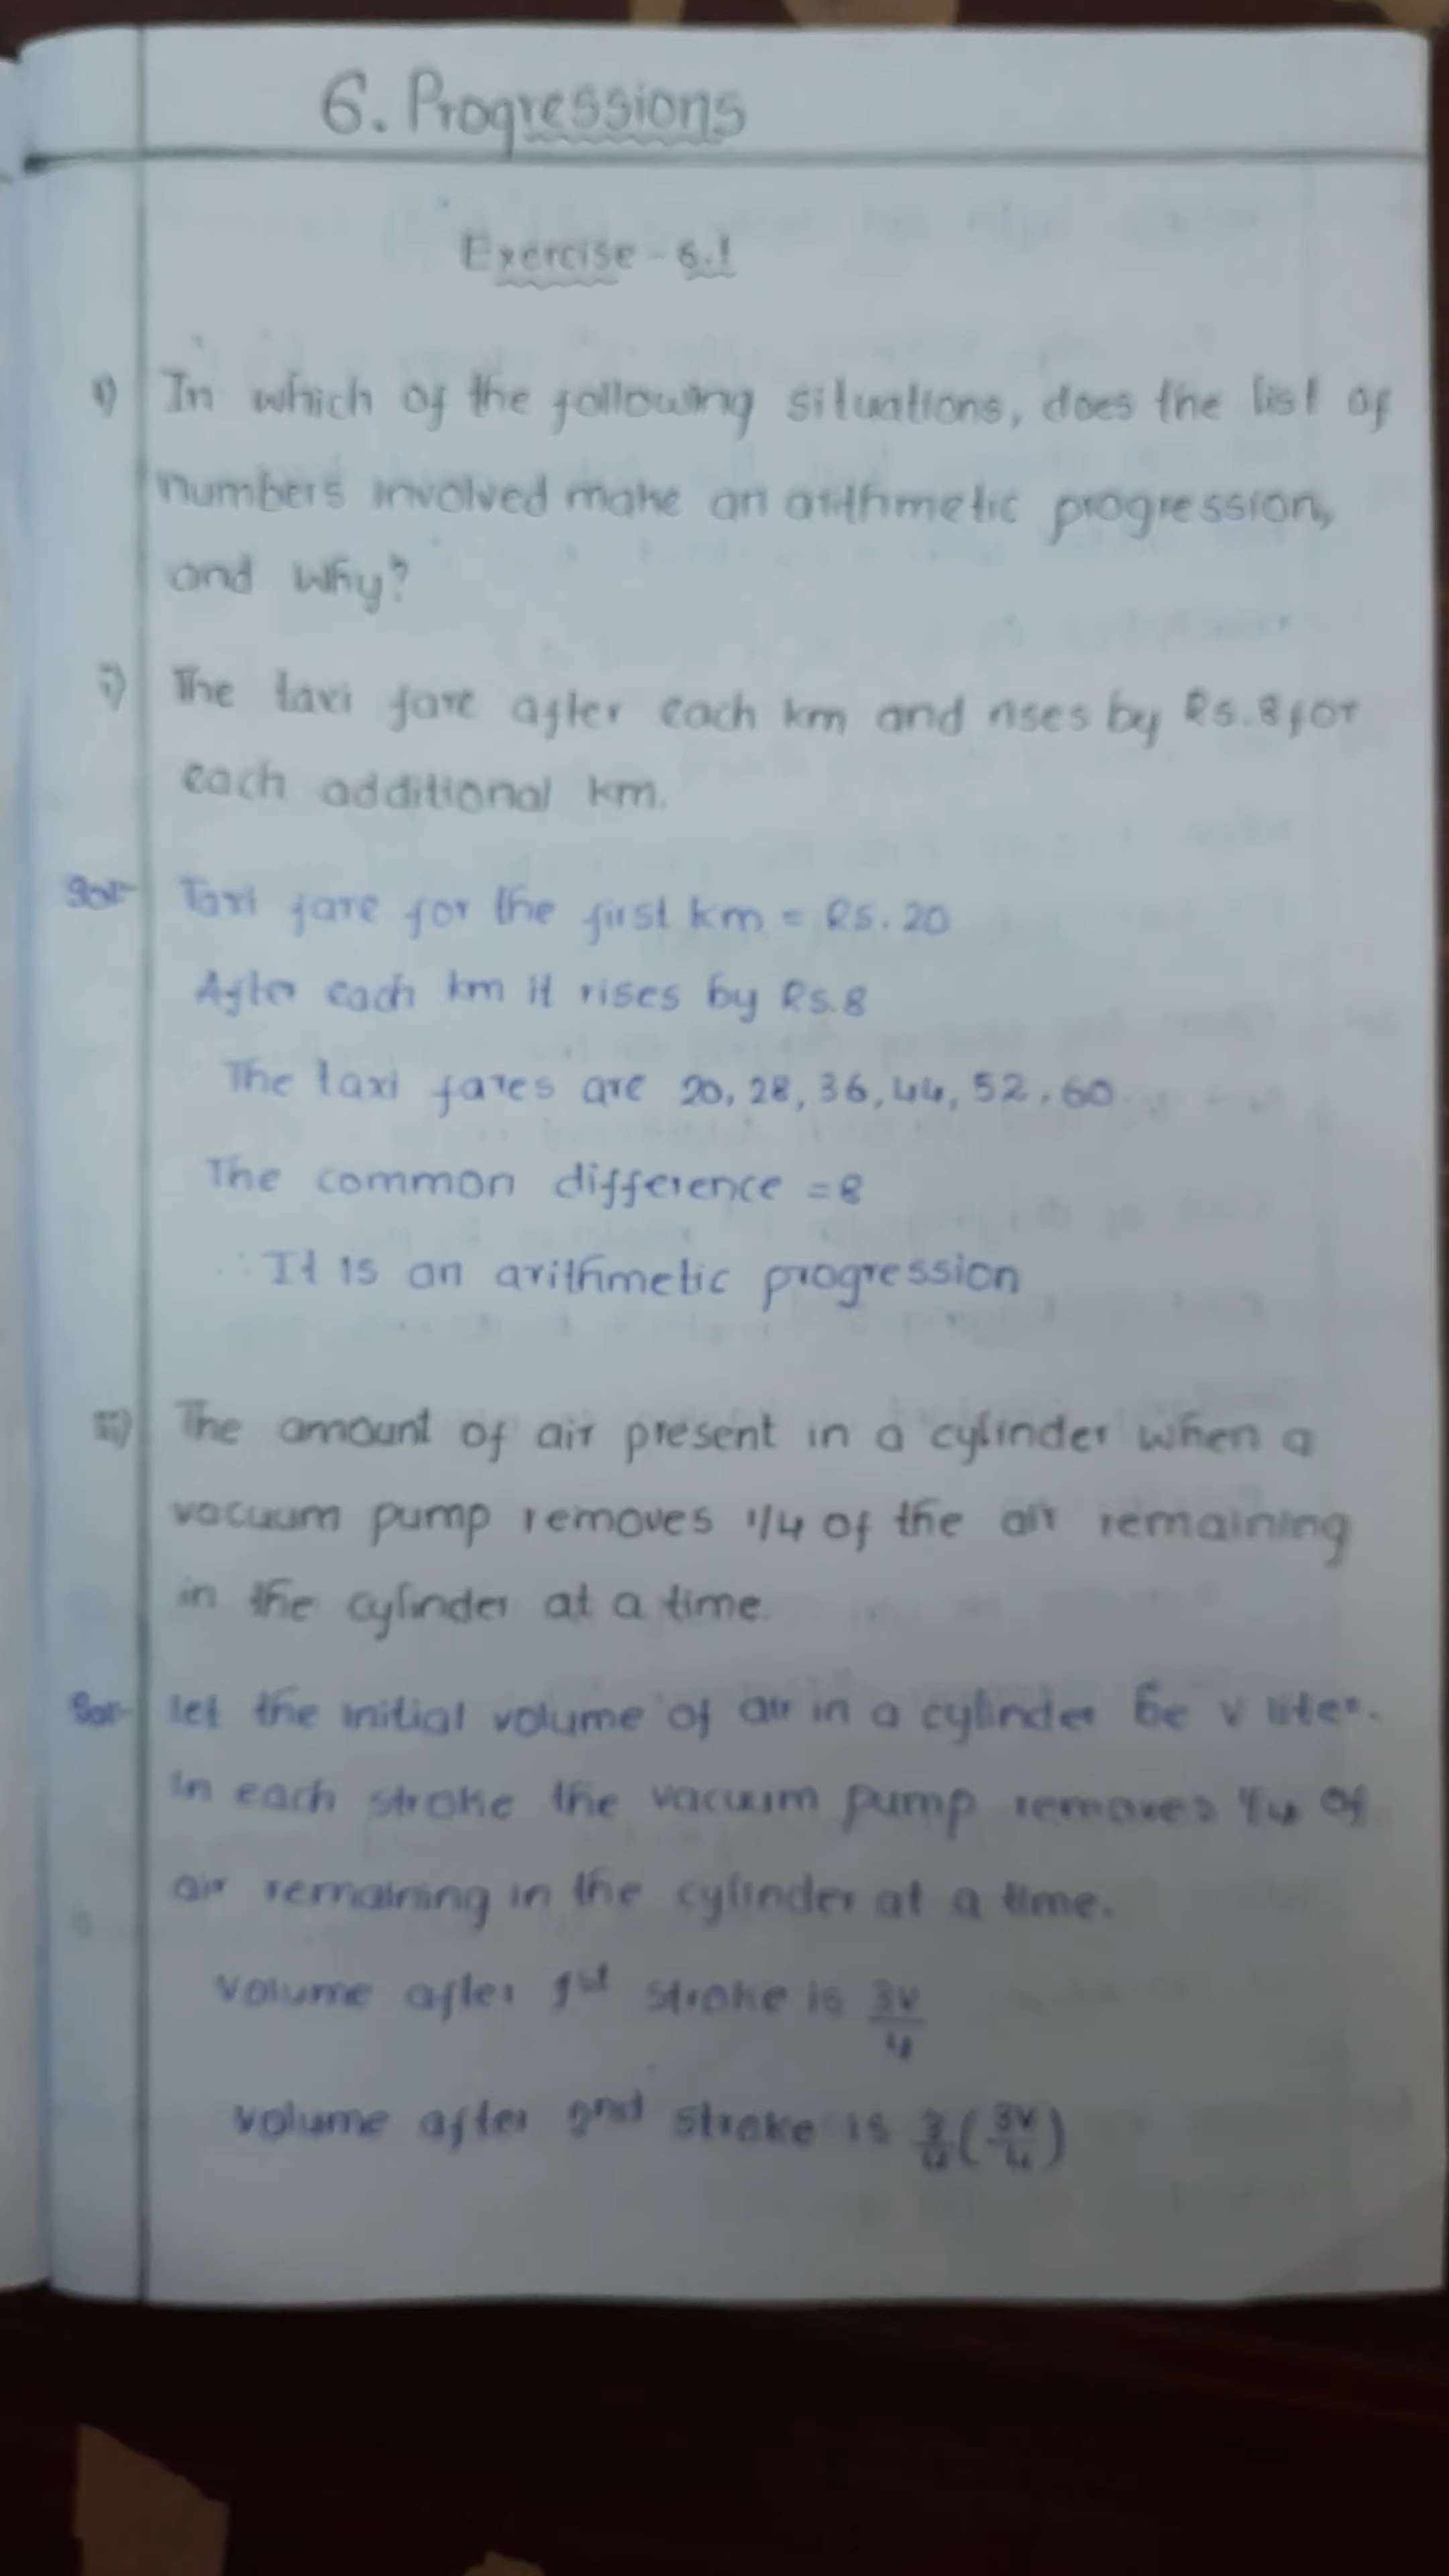 6. Progressions
Exercise - 6.1
1) In which of the following situations, does the list of
numbers involved make an arithmetic progression,
and why?
i) The taxi fare after each km and rises by Rs. 8 for
each additional km.
Sol:- Taxi fare for the first km = Rs. 20
After each km it rises by Rs. 8
The taxi fares are 20, 28, 36, 44, 52, 60.
The common difference = 8
∴ It is an arithmetic progression
ii) The amount of air present in a cylinder when a
vacuum pump removes 1/4 of the air remaining
in the cylinder at a time.
Sol:- let the initial volume of air in a cylinder be v liter.
In each stroke the vacuum pump removes 1/4 of
air remaining in the cylinder at a time.
volume after 1st stroke is 3V/4
volume after 2nd stroke is 3/4 (3V/4)